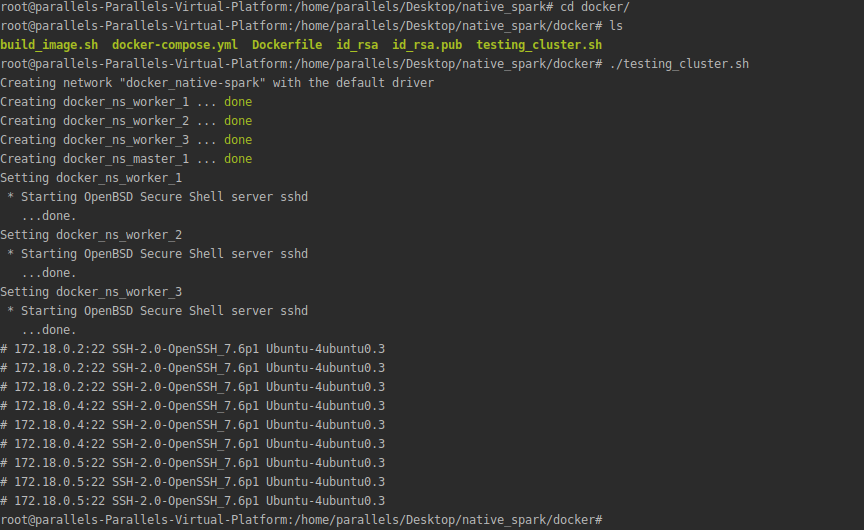 root@parallels-Parallels-Virtual-Platform:/home/parallels/Desktop/native_spark# cd docker/
root@parallels-Parallels-Virtual-Platform:/home/parallels/Desktop/native_spark/docker# ls
build_image.sh  docker-compose.yml  Dockerfile  id_rsa  id_rsa.pub  testing_cluster.sh
root@parallels-Parallels-Virtual-Platform:/home/parallels/Desktop/native_spark/docker# ./testing_cluster.sh
Creating network "docker_native-spark" with the default driver
Creating docker_ns_worker_1 ... done
Creating docker_ns_worker_2 ... done
Creating docker_ns_worker_3 ... done
Creating docker_ns_master_1 ... done
Setting docker_ns_worker_1
 * Starting OpenBSD Secure Shell server sshd
   ...done.
Setting docker_ns_worker_2
 * Starting OpenBSD Secure Shell server sshd
   ...done.
Setting docker_ns_worker_3
 * Starting OpenBSD Secure Shell server sshd
   ...done.
# 172.18.0.2:22 SSH-2.0-OpenSSH_7.6p1 Ubuntu-4ubuntu0.3
# 172.18.0.2:22 SSH-2.0-OpenSSH_7.6p1 Ubuntu-4ubuntu0.3
# 172.18.0.2:22 SSH-2.0-OpenSSH_7.6p1 Ubuntu-4ubuntu0.3
# 172.18.0.4:22 SSH-2.0-OpenSSH_7.6p1 Ubuntu-4ubuntu0.3
# 172.18.0.4:22 SSH-2.0-OpenSSH_7.6p1 Ubuntu-4ubuntu0.3
# 172.18.0.4:22 SSH-2.0-OpenSSH_7.6p1 Ubuntu-4ubuntu0.3
# 172.18.0.5:22 SSH-2.0-OpenSSH_7.6p1 Ubuntu-4ubuntu0.3
# 172.18.0.5:22 SSH-2.0-OpenSSH_7.6p1 Ubuntu-4ubuntu0.3
# 172.18.0.5:22 SSH-2.0-OpenSSH_7.6p1 Ubuntu-4ubuntu0.3
root@parallels-Parallels-Virtual-Platform:/home/parallels/Desktop/native_spark/docker#